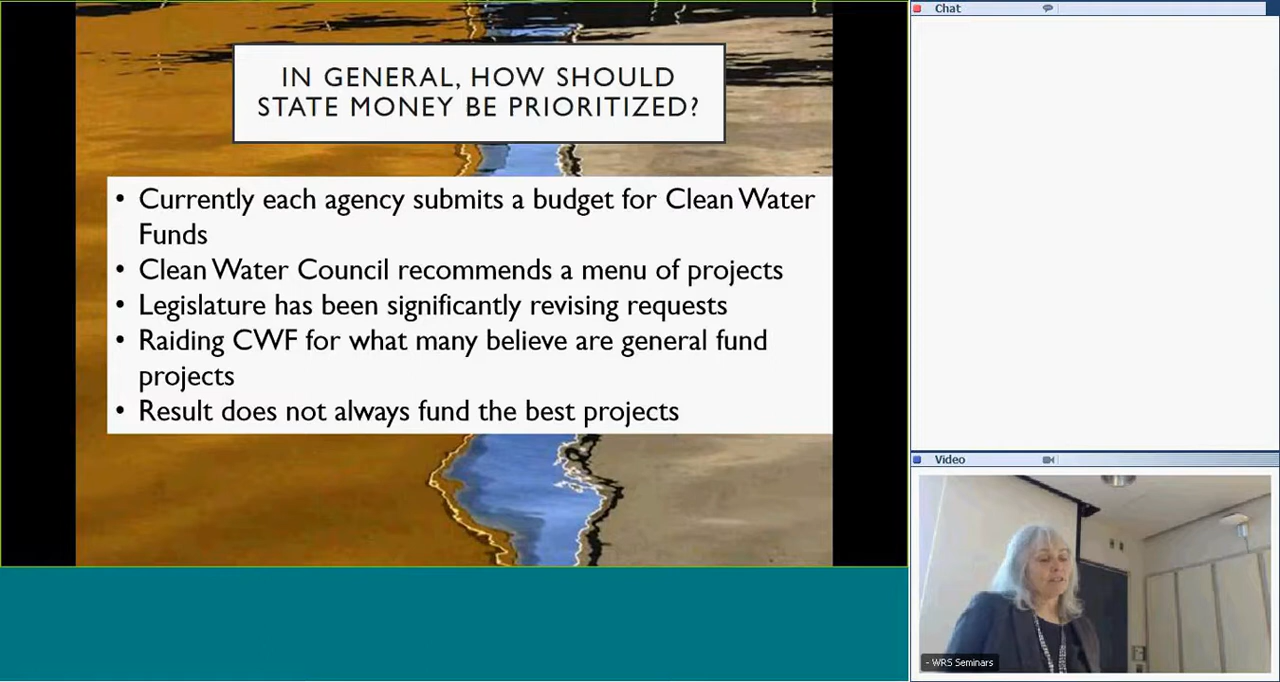 Chat
IN GENERAL, HOW SHOULD
STATE MONEY BE PRIORITIZED?
• Currently each agency submits a budget for Clean Water
Funds
• Clean Water Council recommends a menu of projects
• Legislature has been significantly revising requests
• Raiding CWF for what many believe are general fund
projects
• Result does not always fund the best projects
Video
- WRS Seminars